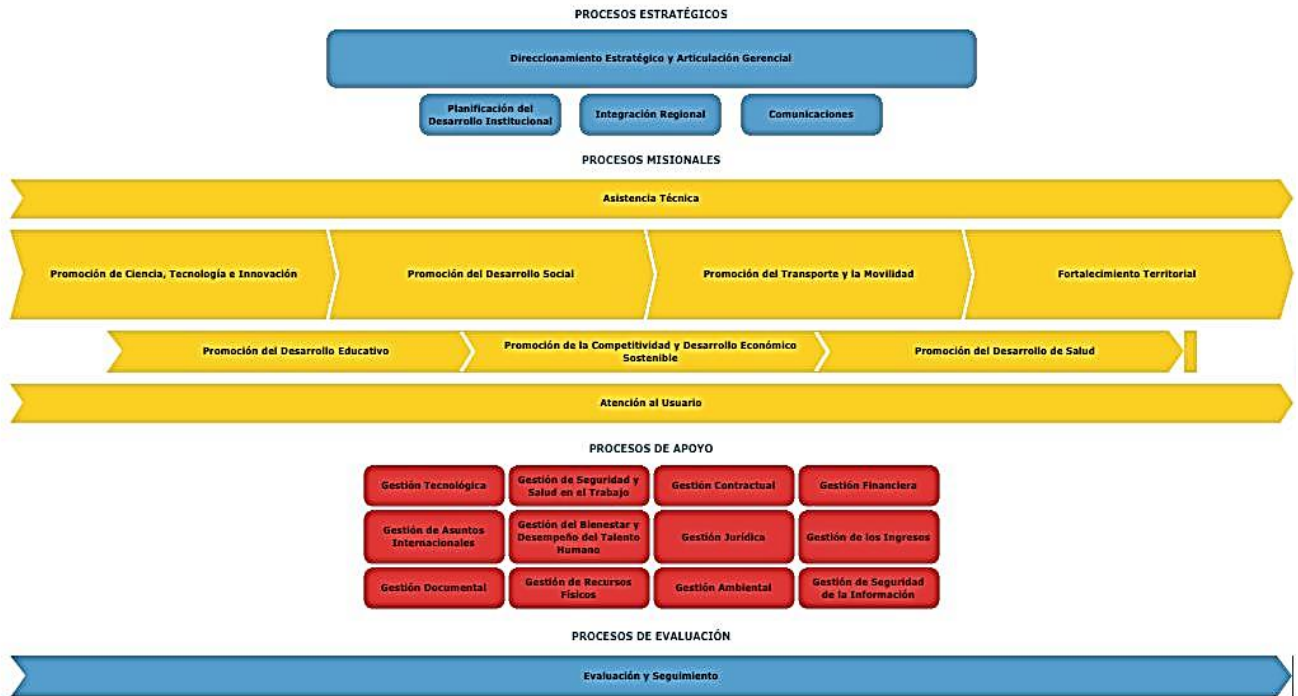 PROCESOS ESTRATÉGICOS
Direccionamiento Estratégico y Articulación Gerencial
Planificación del
Desarrollo Institucional
Integración Regional
Comunicaciones
PROCESOS MISIONALES
Asistencia Técnica
Promoción de Ciencia, Tecnología e Innovación
Promoción del Desarrollo Social
Promoción del Transporte y la Movilidad
Fortalecimiento Territorial
Promoción del Desarrollo Educativo
Promoción de la Competitividad y Desarrollo Económico
Sostenible
Promoción del Desarrollo de Salud
Atención al Usuario
PROCESOS DE APOYO
Gestión Tecnológica
Gestión de Seguridad y
Salud en el Trabajo
Gestión Contractual
Gestión Financiera
Gestión de Asuntos
Internacionales
Gestión del Bienestar y
Desempeño del Talento
Humano
Gestión Jurídica
Gestión de los Ingresos
Gestión Documental
Gestión de Recursos
Físicos
Gestión Ambiental
Gestión de Seguridad
de la Información
PROCESOS DE EVALUACIÓN
Evaluación y Seguimiento